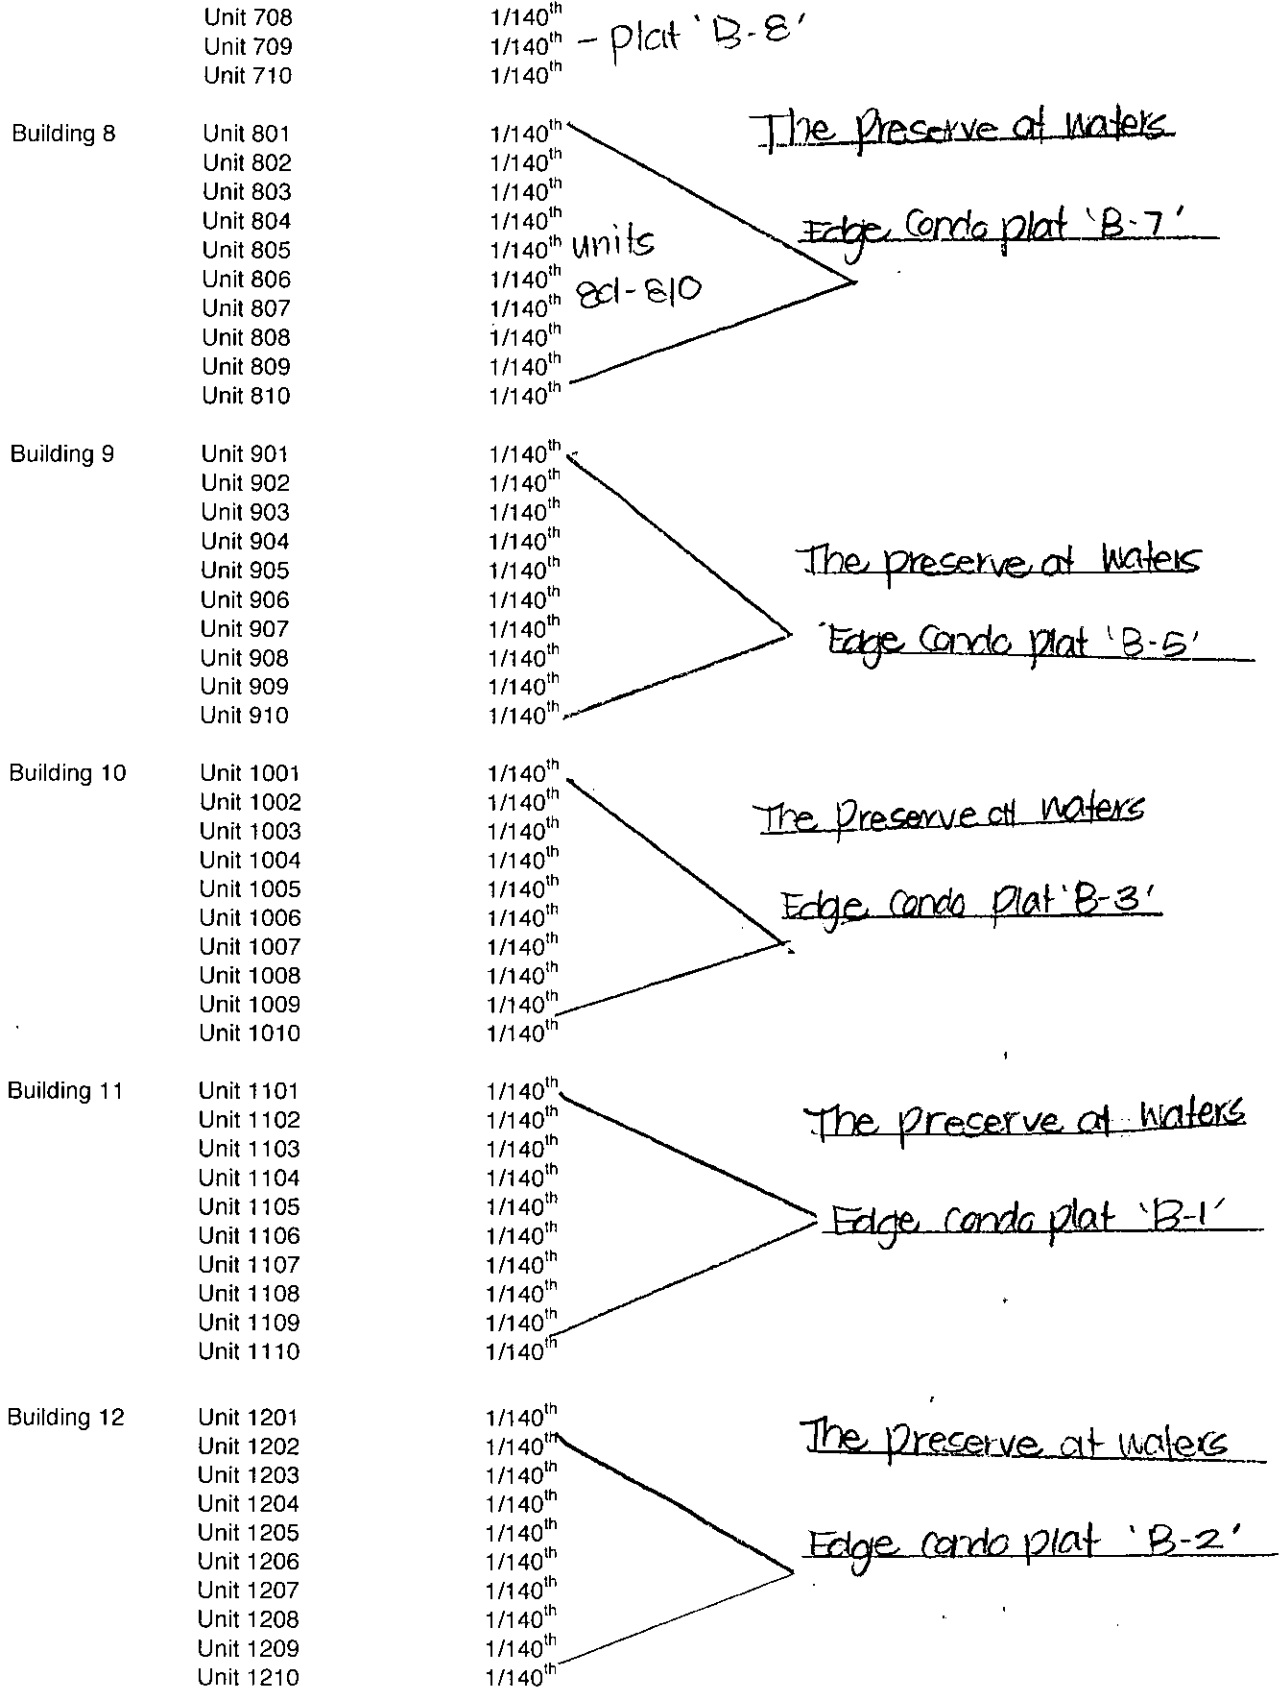 Unit 708 1/140th
Unit 709 1/140th - plat 'B-8'
Unit 710 1/140th
Building 8 Unit 801 1/140th The Preserve at Waters
Unit 802 1/140th
Unit 803 1/140th
Unit 804 1/140th Edge Condo plat 'B-7'
Unit 805 1/140th units
Unit 806 1/140th 801-810
Unit 807 1/140th
Unit 808 1/140th
Unit 809 1/140th
Unit 810 1/140th
Building 9 Unit 901 1/140th
Unit 902 1/140th
Unit 903 1/140th
Unit 904 1/140th
Unit 905 1/140th The preserve at Waters
Unit 906 1/140th
Unit 907 1/140th Edge Condo plat 'B-5'
Unit 908 1/140th
Unit 909 1/140th
Unit 910 1/140th
Building 10 Unit 1001 1/140th
Unit 1002 1/140th The Preserve at Waters
Unit 1003 1/140th
Unit 1004 1/140th
Unit 1005 1/140th Edge Condo Plat 'B-3'
Unit 1006 1/140th
Unit 1007 1/140th
Unit 1008 1/140th
Unit 1009 1/140th
Unit 1010 1/140th
Building 11 Unit 1101 1/140th
Unit 1102 1/140th The preserve at Waters
Unit 1103 1/140th
Unit 1104 1/140th
Unit 1105 1/140th Edge condo plat 'B-1'
Unit 1106 1/140th
Unit 1107 1/140th
Unit 1108 1/140th
Unit 1109 1/140th
Unit 1110 1/140th
Building 12 Unit 1201 1/140th
Unit 1202 1/140th The preserve at waters
Unit 1203 1/140th
Unit 1204 1/140th
Unit 1205 1/140th Edge condo plat 'B-2'
Unit 1206 1/140th
Unit 1207 1/140th
Unit 1208 1/140th
Unit 1209 1/140th
Unit 1210 1/140th